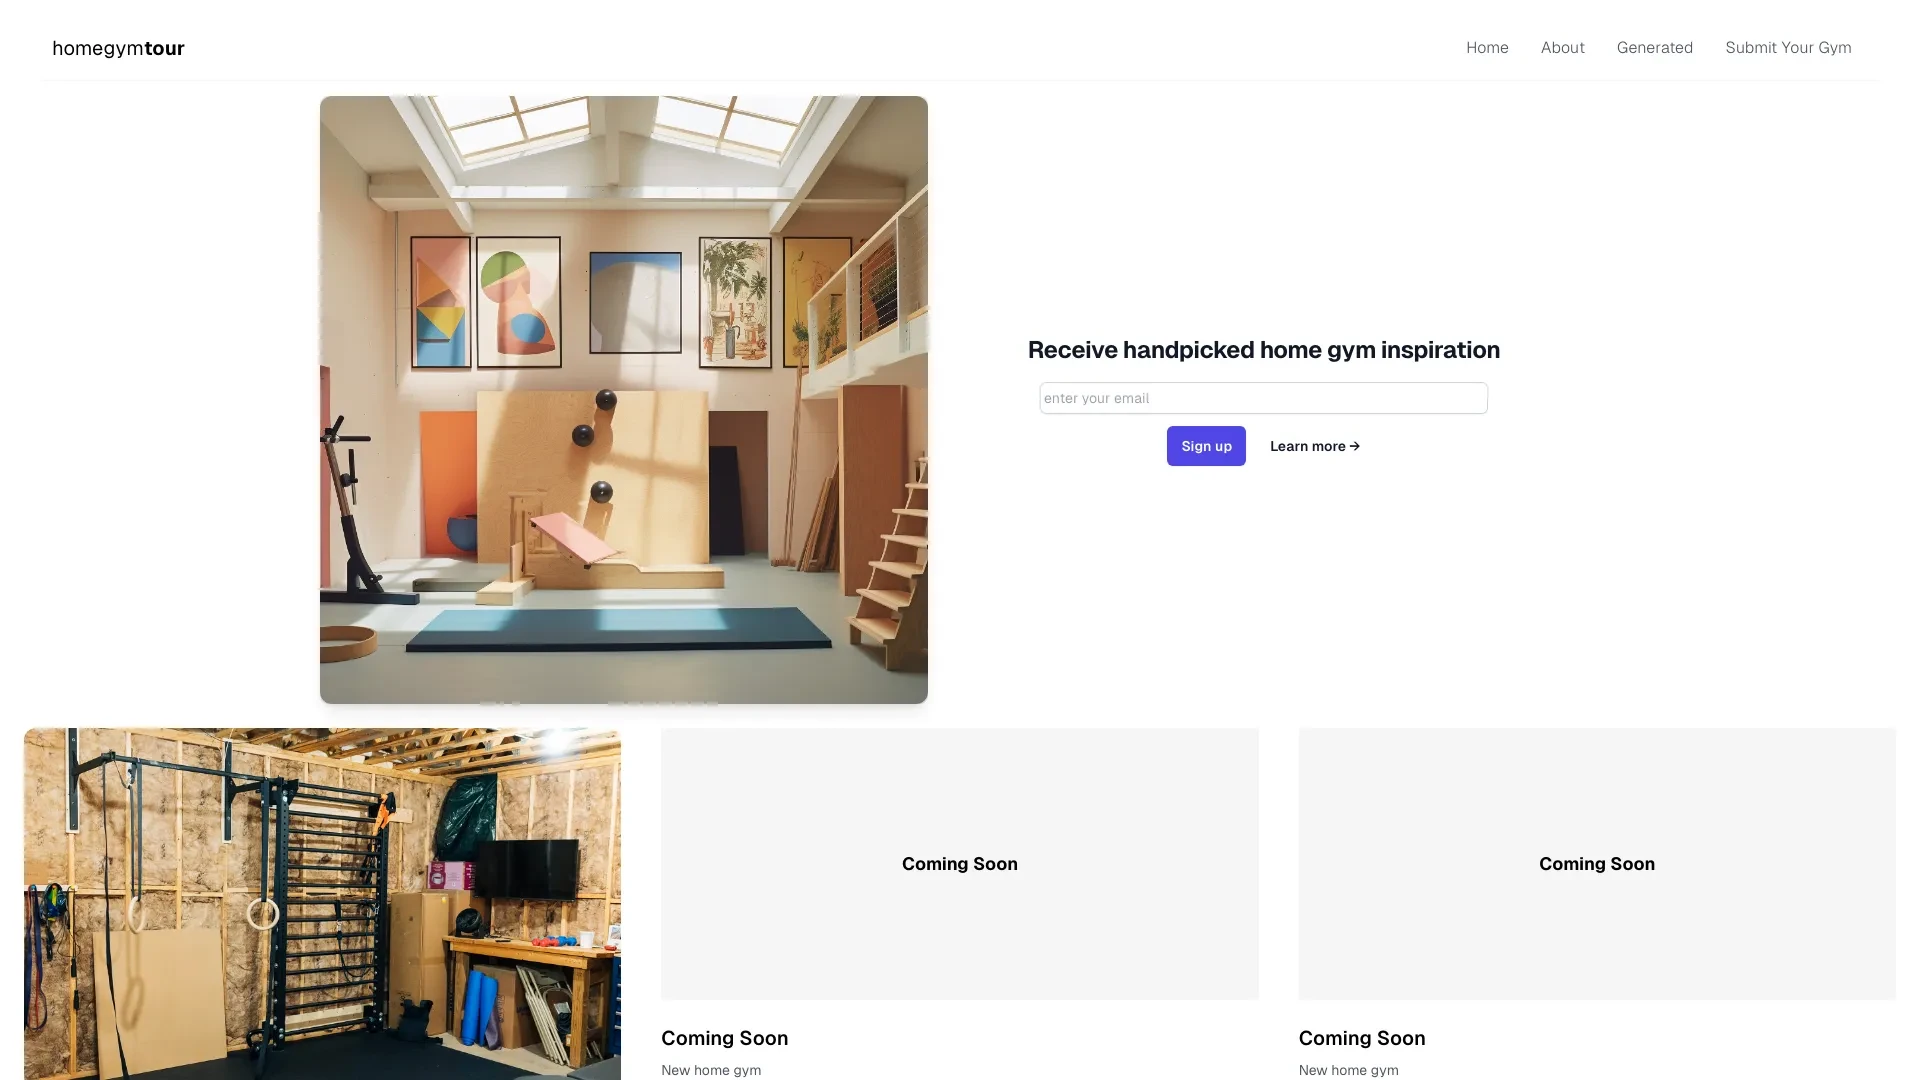 homegymtour
Home
About
Generated
Submit Your Gym
Receive handpicked home gym inspiration
enter your email
Sign up
Learn more →
Coming Soon
Coming Soon
Coming Soon
New home gym
Coming Soon
New home gym